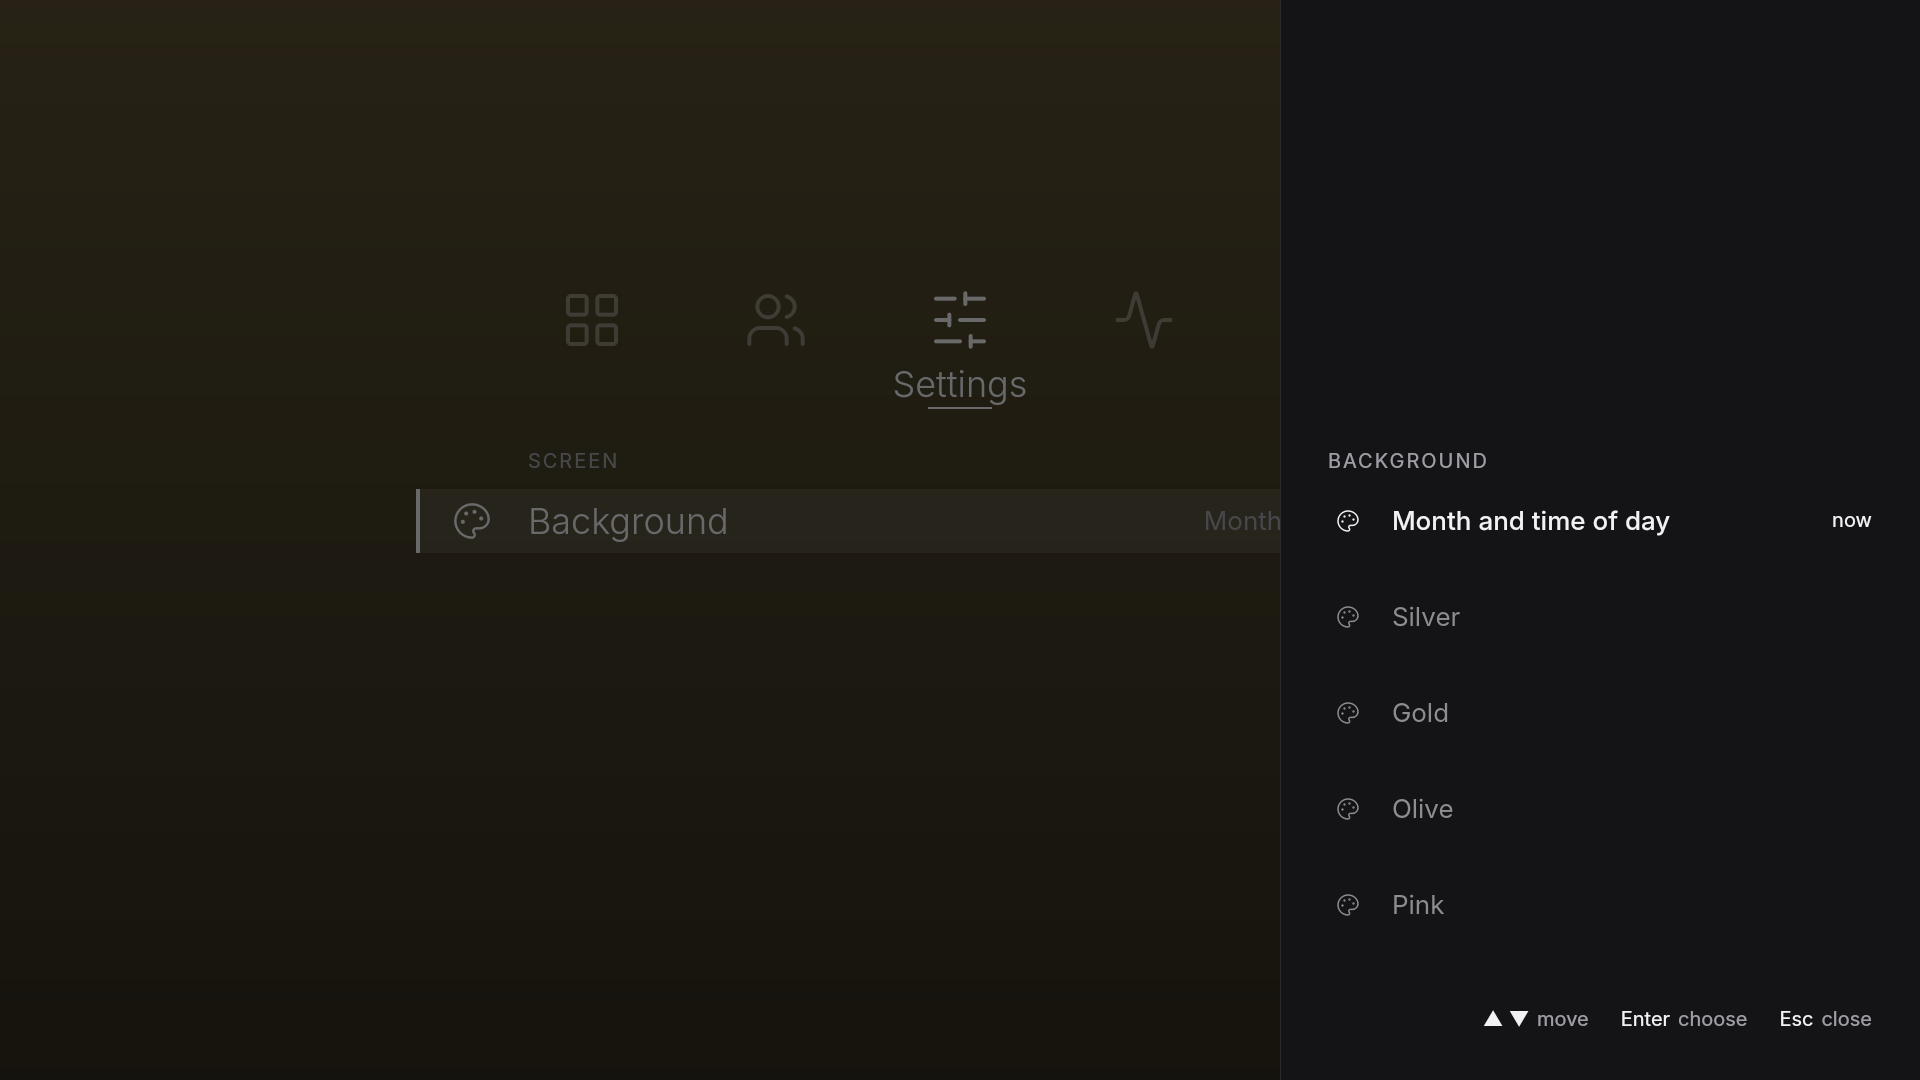 Settings
SCREEN
Background
Month
BACKGROUND
Month and time of day now
Silver
Gold
Olive
Pink
▲ ▼ move Enter choose Esc close